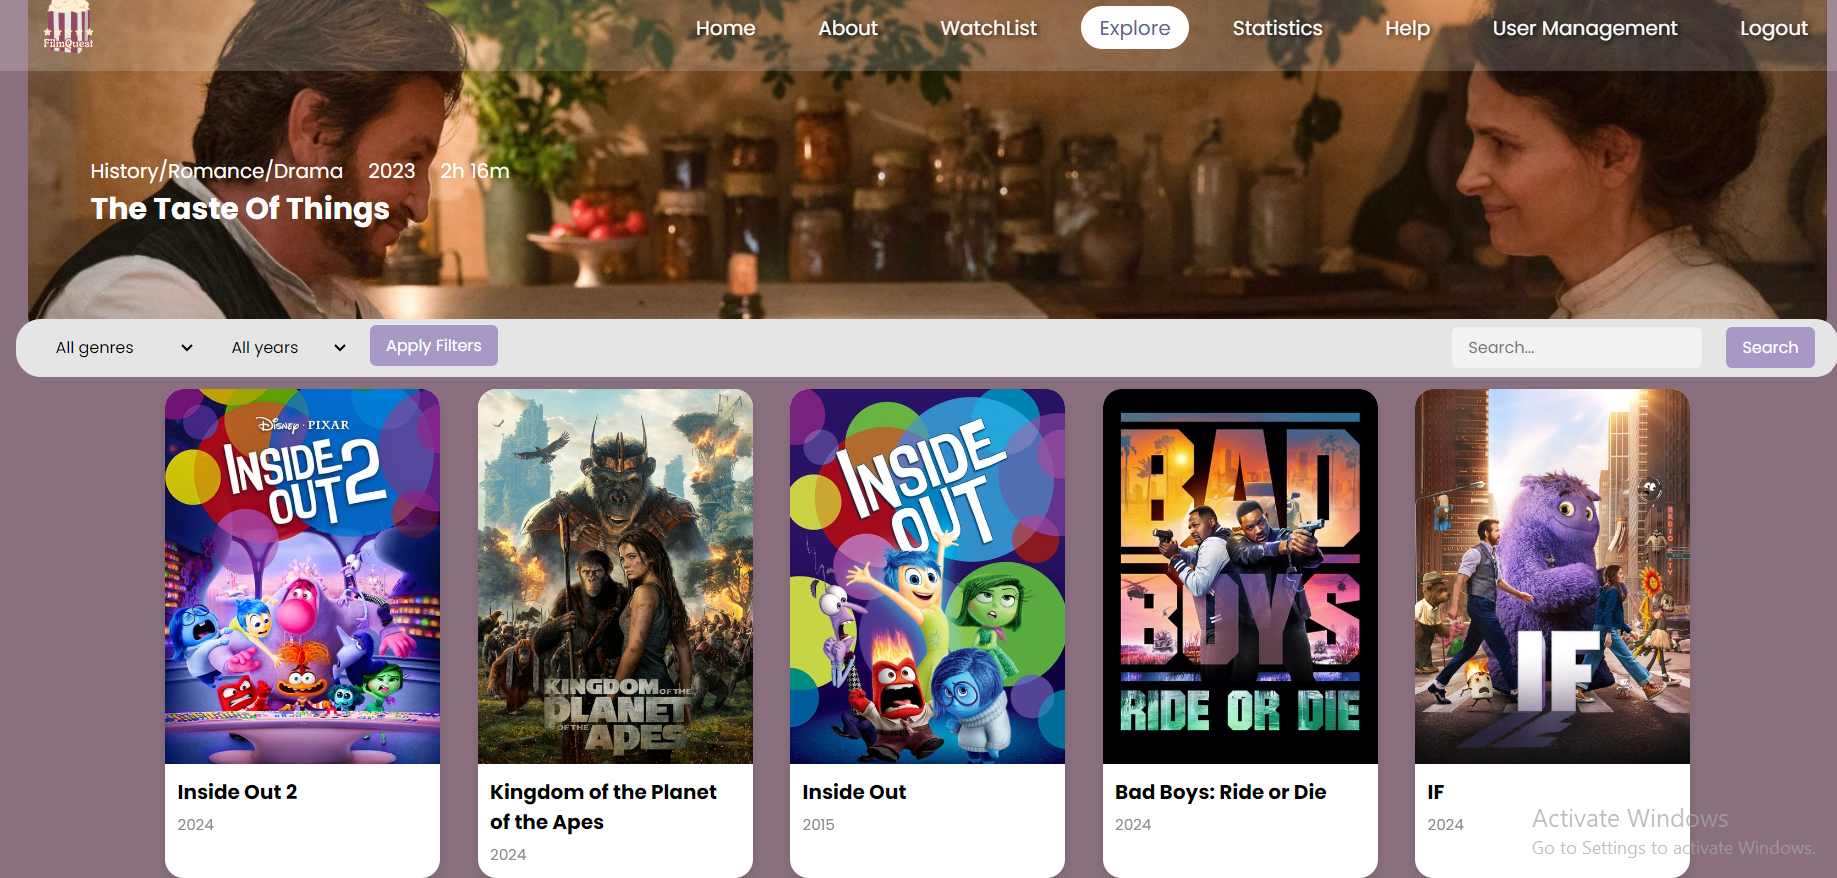 FilmQuest
Home About WatchList Explore Statistics Help User Management Logout
History/Romance/Drama 2023 2h 16m
The Taste Of Things
All genres All years Apply Filters Search... Search
Disney · PIXAR
INSIDE
OUT 2
KINGDOM OF THE
PLANET
OF THE APES
INSIDE
OUT
BAD
BOYS
RIDE OR DIE
RADIO CITY
IF
Inside Out 2
2024
Kingdom of the Planet
of the Apes
2024
Inside Out
2015
Bad Boys: Ride or Die
2024
IF
2024
Activate Windows
Go to Settings to activate Windows.